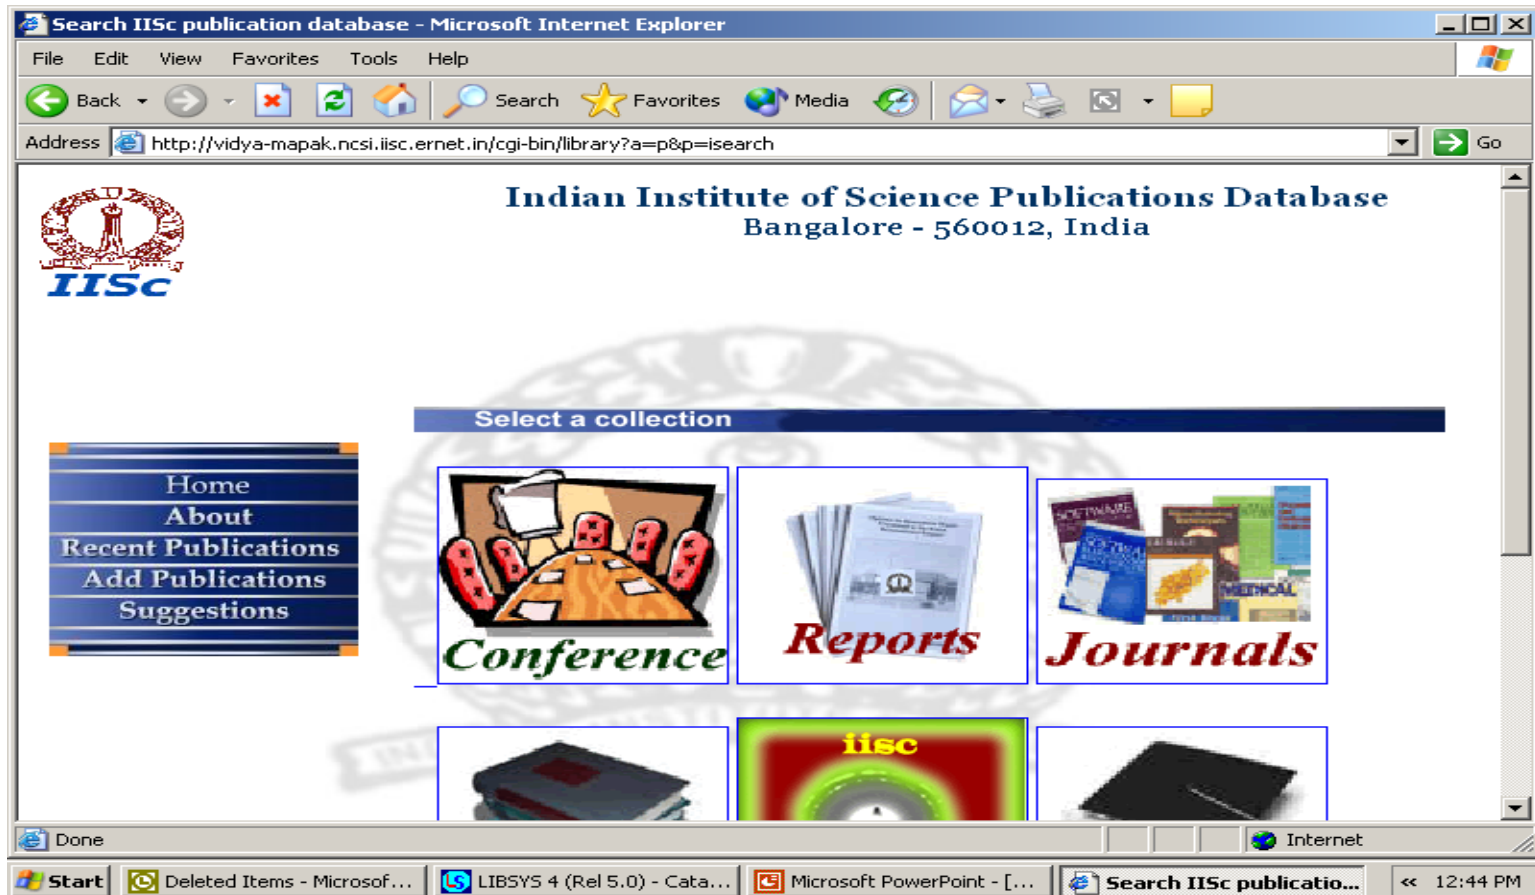 Search IISc publication database - Microsoft Internet Explorer
File Edit View Favorites Tools Help
Back Search Favorites Media
Address http://vidya-mapak.ncsi.iisc.ernet.in/cgi-bin/library?a=p&p=isearch Go
Indian Institute of Science Publications Database
Bangalore - 560012, India
IISc
Select a collection
Home
About
Recent Publications
Add Publications
Suggestions
Conference
Reports
SOFTWARE
MEDICAL
Journals
iisc
Done Internet
Start Deleted Items - Microsof... LIBSYS 4 (Rel 5.0) - Cata... Microsoft PowerPoint - [... Search IISc publicatio... << 12:44 PM